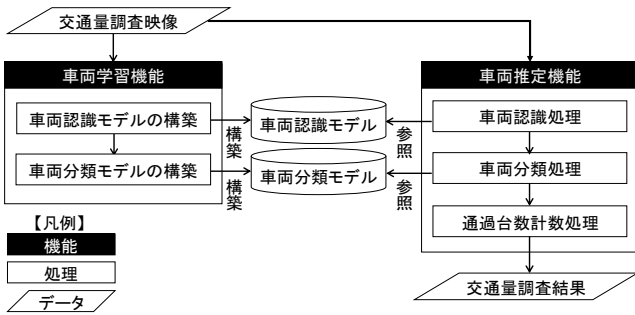 交通量調査映像
車両学習機能
車両認識モデルの構築
車両分類モデルの構築
構築
構築
車両認識モデル
車両分類モデル
参照
参照
車両推定機能
車両認識処理
車両分類処理
通過台数計数処理
交通量調査結果
【凡例】
機能
処理
データ